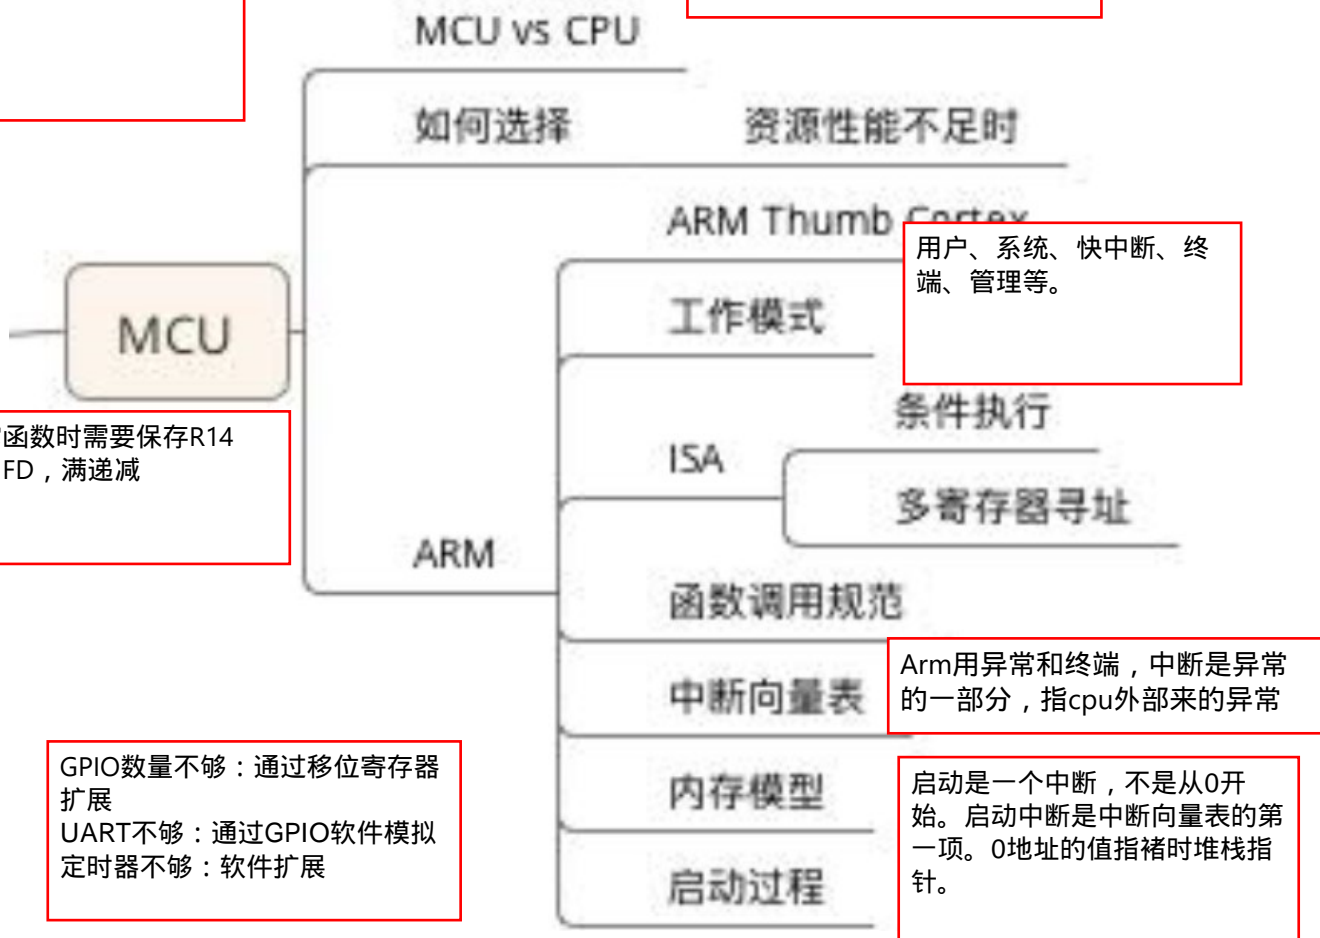 MCU vs CPU
如何选择
资源性能不足时
ARM Thumb Cortex
用户、系统、快中断、终
端、管理等。
工作模式
MCU
条件执行
ISA
多寄存器寻址
函数时需要保存R14
FD，满递减
ARM
函数调用规范
Arm用异常和终端，中断是异常
的一部分，指cpu外部来的异常
中断向量表
GPIO数量不够：通过移位寄存器
扩展
UART不够：通过GPIO软件模拟
定时器不够：软件扩展
内存模型
启动是一个中断，不是从0开
始。启动中断是中断向量表的第
一项。0地址的值指褚时堆栈指
针。
启动过程